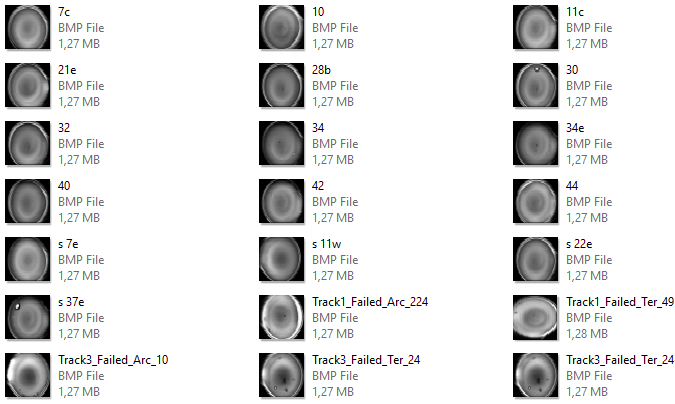 7c
BMP File
1,27 MB
10
BMP File
1,27 MB
11c
BMP File
1,27 MB
21e
BMP File
1,27 MB
28b
BMP File
1,27 MB
30
BMP File
1,27 MB
32
BMP File
1,27 MB
34
BMP File
1,27 MB
34e
BMP File
1,27 MB
40
BMP File
1,27 MB
42
BMP File
1,27 MB
44
BMP File
1,27 MB
s 7e
BMP File
1,27 MB
s 11w
BMP File
1,27 MB
s 22e
BMP File
1,27 MB
s 37e
BMP File
1,27 MB
Track1_Failed_Arc_224
BMP File
1,27 MB
Track1_Failed_Ter_49
BMP File
1,28 MB
Track3_Failed_Arc_10
BMP File
1,27 MB
Track3_Failed_Ter_24
BMP File
1,27 MB
Track3_Failed_Ter_24
BMP File
1,27 MB